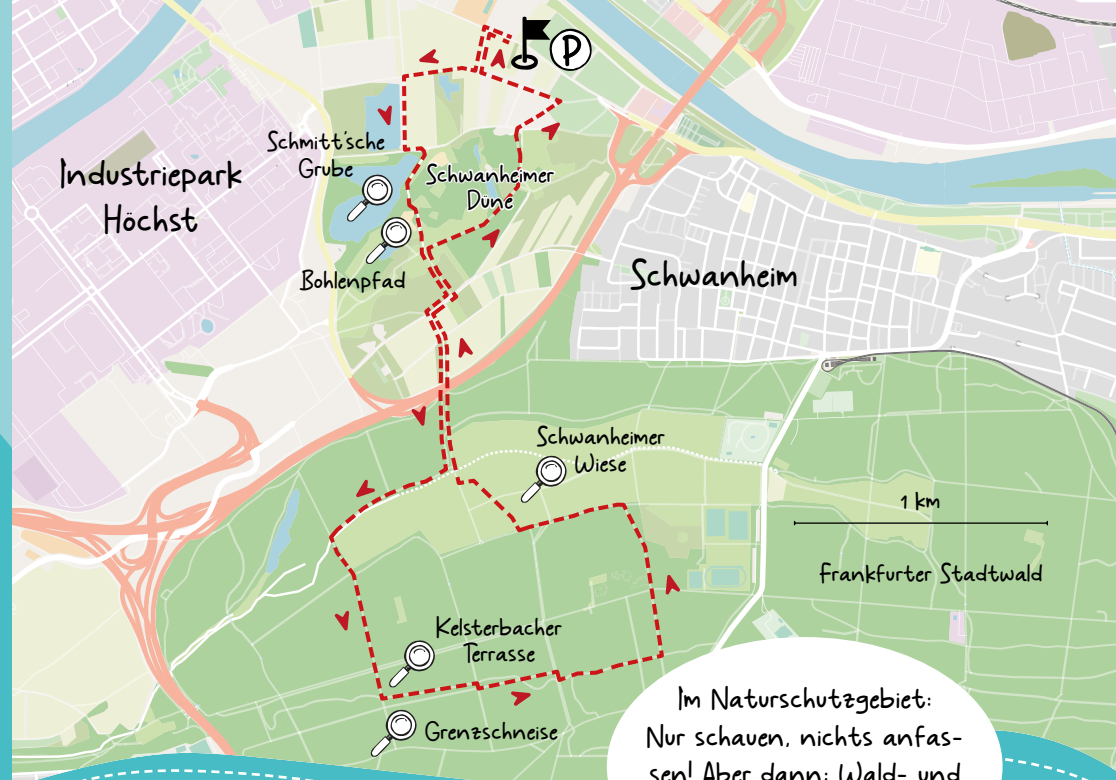 P
Schmitt'sche
Grube
Industriepark
Höchst
Schwanheimer
Düne
Bohlenpfad
Schwanheim
Schwanheimer
Wiese
1 km
Frankfurter Stadtwald
Kelsterbacher
Terrasse
Grenzschneise
Im Naturschutzgebiet:
Nur schauen, nichts anfas-
sen! Aber dann: Wald- und